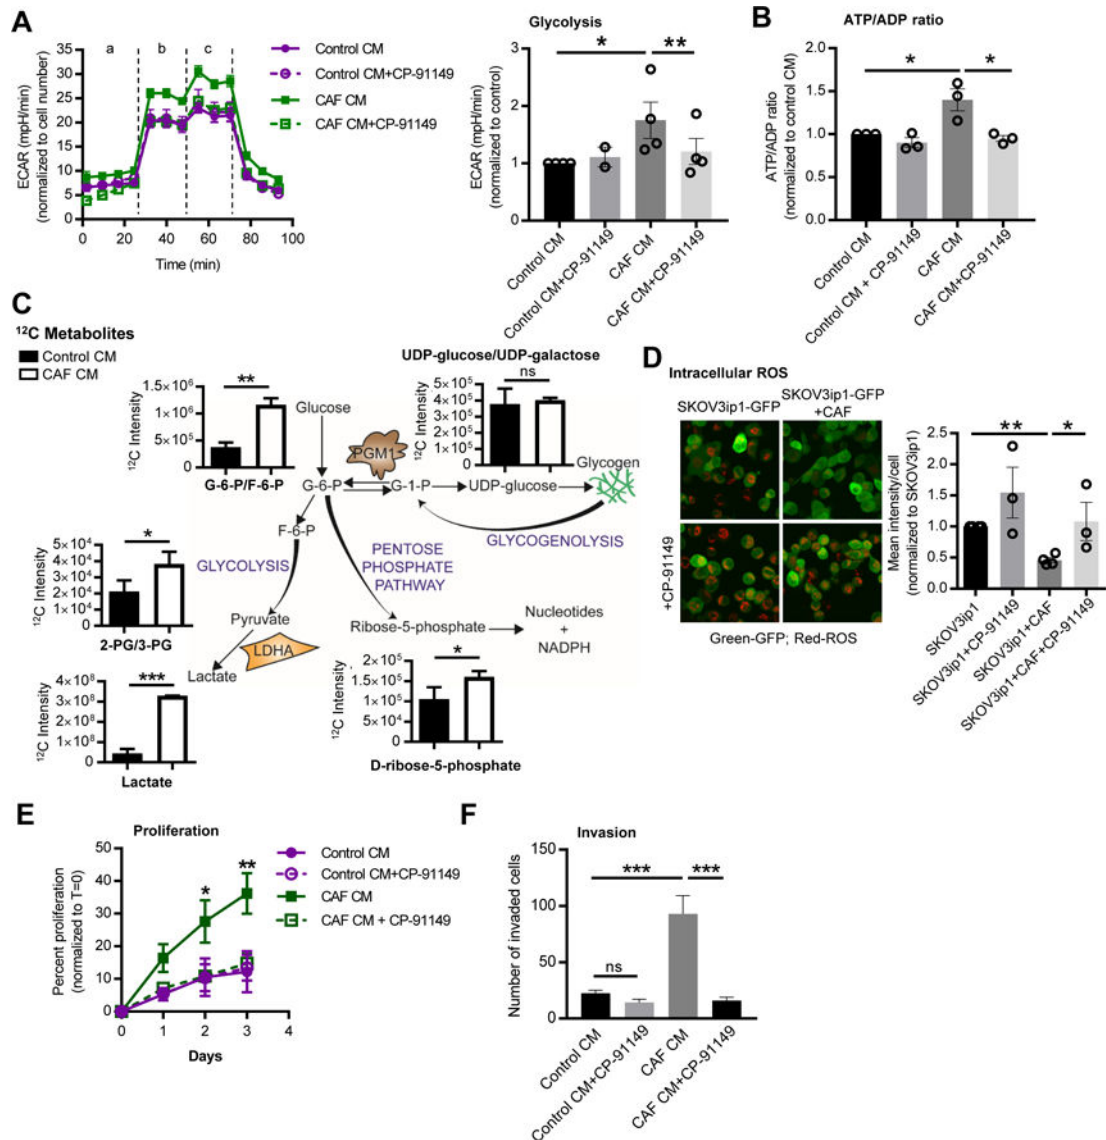 A
a
b
c
ECAR (mpH/min)
(normalized to cell number)
35
30
25
20
15
10
5
0
0
20
40
60
80
100
Time (min)
Control CM
Control CM+CP-91149
CAF CM
CAF CM+CP-91149
Glycolysis
*
**
ECAR (mpH/min)
(normalized to control)
3
2
1
0
Control CM
Control CM+CP-91149
CAF CM
CAF CM+CP-91149
B
ATP/ADP ratio
*
*
ATP/ADP ratio
(normalized to control CM)
2.0
1.5
1.0
0.5
0.0
Control CM
Control CM + CP-91149
CAF CM
CAF CM+CP-91149
C
¹²C Metabolites
Control CM
CAF CM
¹²C Intensity
1.5×10⁶
1×10⁶
5×10⁵
0
**
G-6-P/F-6-P
UDP-glucose/UDP-galactose
ns
¹²C Intensity
5×10⁵
4×10⁵
3×10⁵
2×10⁵
1×10⁵
0
Glucose
PGM1
Glycogen
G-6-P
G-1-P
UDP-glucose
F-6-P
GLYCOGENOLYSIS
GLYCOLYSIS
PENTOSE
PHOSPHATE
PATHWAY
¹²C Intensity
5×10⁴
4×10⁴
3×10⁴
2×10⁴
1×10⁴
0
*
2-PG/3-PG
Pyruvate
LDHA
Lactate
Ribose-5-phosphate
Nucleotides
+
NADPH
¹²C Intensity
4×10⁸
3×10⁸
2×10⁸
1×10⁸
0
***
Lactate
¹²C Intensity
2×10⁵
1.5×10⁵
1×10⁵
5×10⁴
0
*
D-ribose-5-phosphate
D
Intracellular ROS
SKOV3ip1-GFP
SKOV3ip1-GFP
+CAF
+CP-91149
Green-GFP; Red-ROS
**
*
Mean intensity/cell
(normalized to SKOV3ip1)
2.5
2.0
1.5
1.0
0.5
0.0
SKOV3ip1
SKOV3ip1+CP-91149
SKOV3ip1+CAF
SKOV3ip1+CAF+CP-91149
E
Proliferation
Percent proliferation
(normalized to T=0)
50
40
30
20
10
0
*
**
0
1
2
3
4
Days
Control CM
Control CM+CP-91149
CAF CM
CAF CM + CP-91149
F
Invasion
Number of invaded cells
150
100
50
0
ns
***
***
Control CM
Control CM+CP-91149
CAF CM
CAF CM+CP-91149